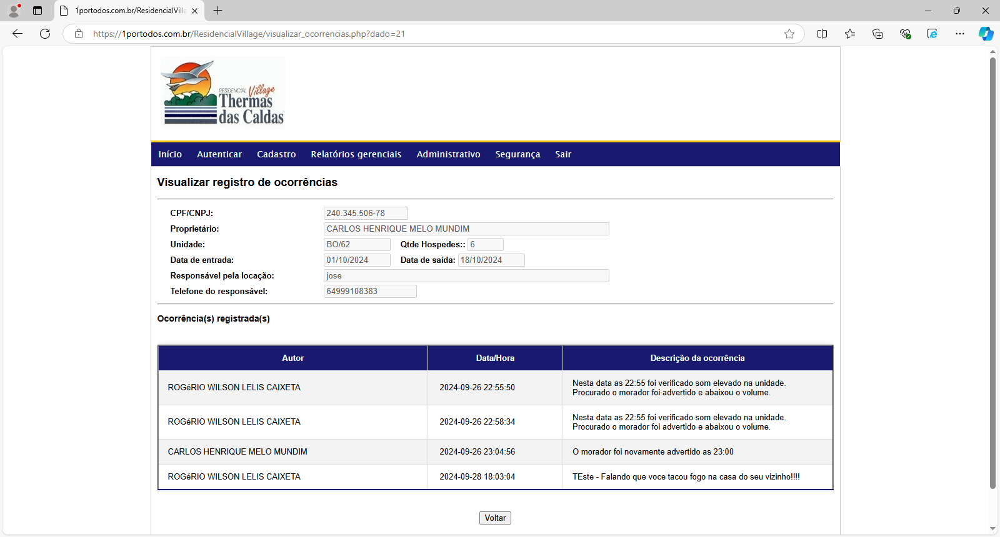 1portodos.com.br/ResidencialVilla
https://1portodos.com.br/ResidencialVillage/visualizar_ocorrencias.php?dado=21
RESIDENCIAL Village
Thermas
das Caldas
Início Autenticar Cadastro Relatórios gerenciais Administrativo Segurança Sair
Visualizar registro de ocorrências
CPF/CNPJ: 240.345.506-78
Proprietário: CARLOS HENRIQUE MELO MUNDIM
Unidade: BO/62 Qtde Hospedes:: 6
Data de entrada: 01/10/2024 Data de saída: 18/10/2024
Responsável pela locação: jose
Telefone do responsável: 64999108383
Ocorrência(s) registrada(s)
Autor Data/Hora Descrição da ocorrência
ROGéRIO WILSON LELIS CAIXETA 2024-09-26 22:55:50 Nesta data as 22:55 foi verificado som elevado na unidade.
Procurado o morador foi advertido e abaixou o volume.
ROGéRIO WILSON LELIS CAIXETA 2024-09-26 22:58:34 Nesta data as 22:55 foi verificado som elevado na unidade.
Procurado o morador foi advertido e abaixou o volume.
CARLOS HENRIQUE MELO MUNDIM 2024-09-26 23:04:56 O morador foi novamente advertido as 23:00
ROGéRIO WILSON LELIS CAIXETA 2024-09-28 18:03:04 TEste - Falando que voce tacou fogo na casa do seu vizinho!!!!
Voltar